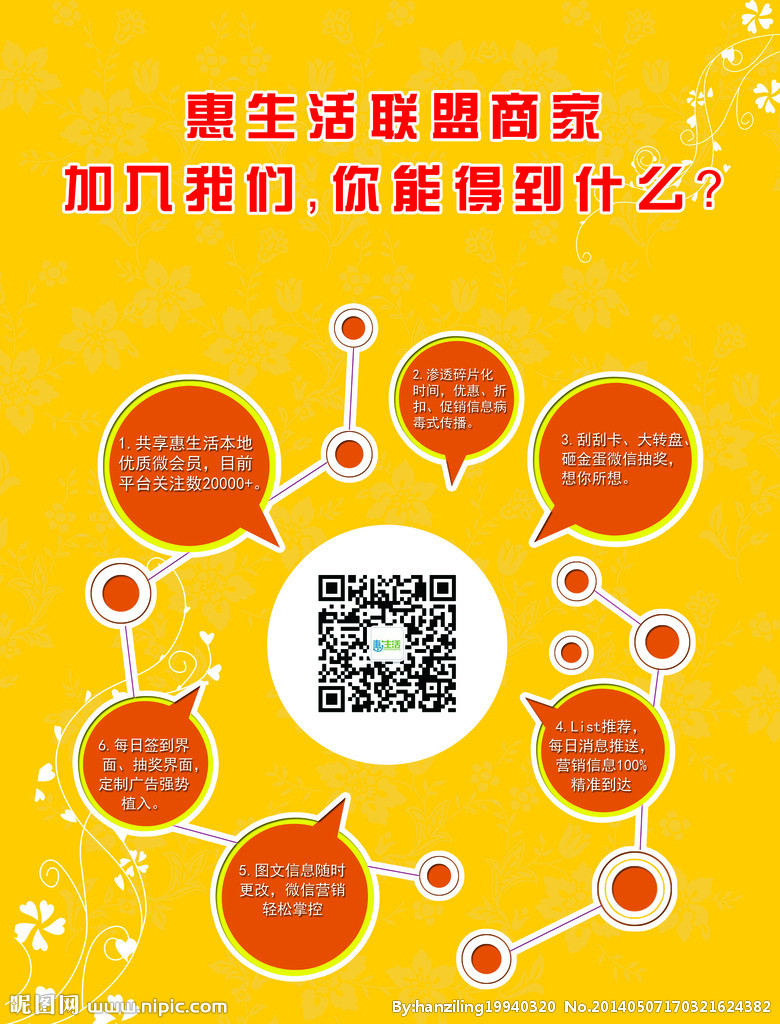 惠生活联盟商家
加入我们,你能得到什么?
1.共享惠生活本地
优质微会员，目前
平台关注数20000+。
2.渗透碎片化
时间，优惠、折
扣、促销信息病
毒式传播。
3.刮刮卡、大转盘、
砸金蛋微信抽奖，
想你所想。
惠生活
4.List推荐，
每日消息推送，
营销信息100%
精准到达
5.图文信息随时
更改，微信营销
轻松掌控
6.每日签到界
面、抽奖界面，
定制广告强势
植入。
昵图网 www.nipic.com
By:hanziling19940320 No.20140507170321624382